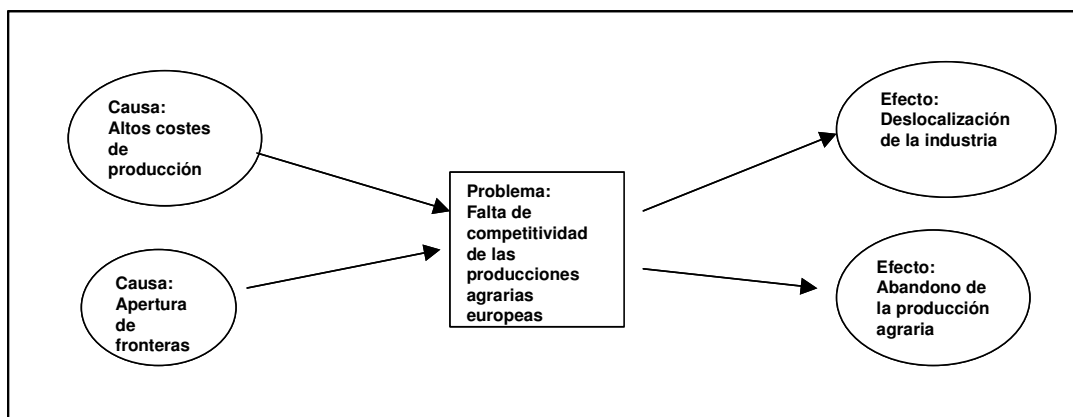 Causa:
Altos costes
de
producción
Causa:
Apertura
de
fronteras
Problema:
Falta de
competitividad
de las
producciones
agrarias
europeas
Efecto:
Deslocalización
de la industria
Efecto:
Abandono de
la producción
agraria